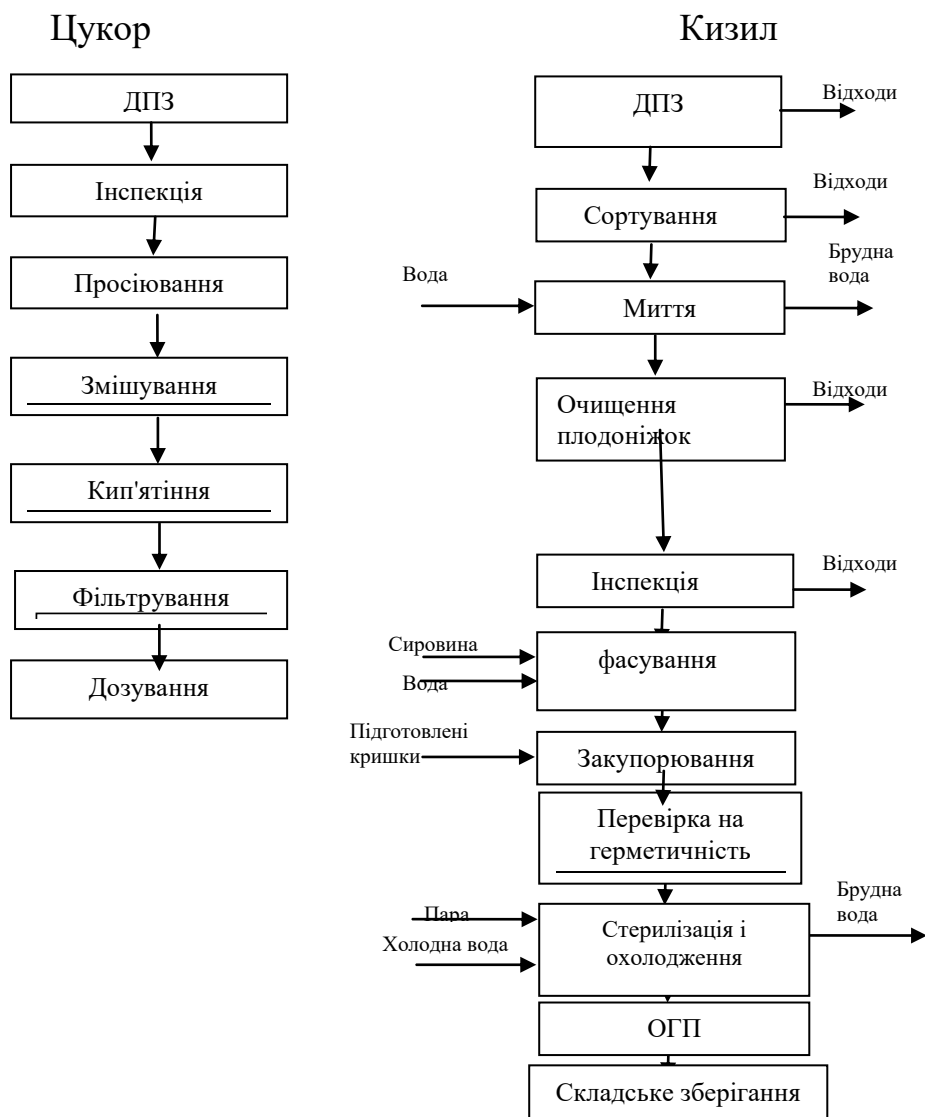 Цукор
ДПЗ
Інспекція
Просіювання
Змішування
Кип'ятіння
Фільтрування
Дозування
Кизил
ДПЗ
Відходи
Сортування
Відходи
Вода
Миття
Брудна
вода
Очищення
плодоніжок
Відходи
Інспекція
Відходи
Сировина
Вода
фасування
Підготовлені
кришки
Закупорювання
Перевірка на
герметичність
Пара
Холодна вода
Стерилізація і
охолодження
Брудна
вода
ОГП
Складське зберігання